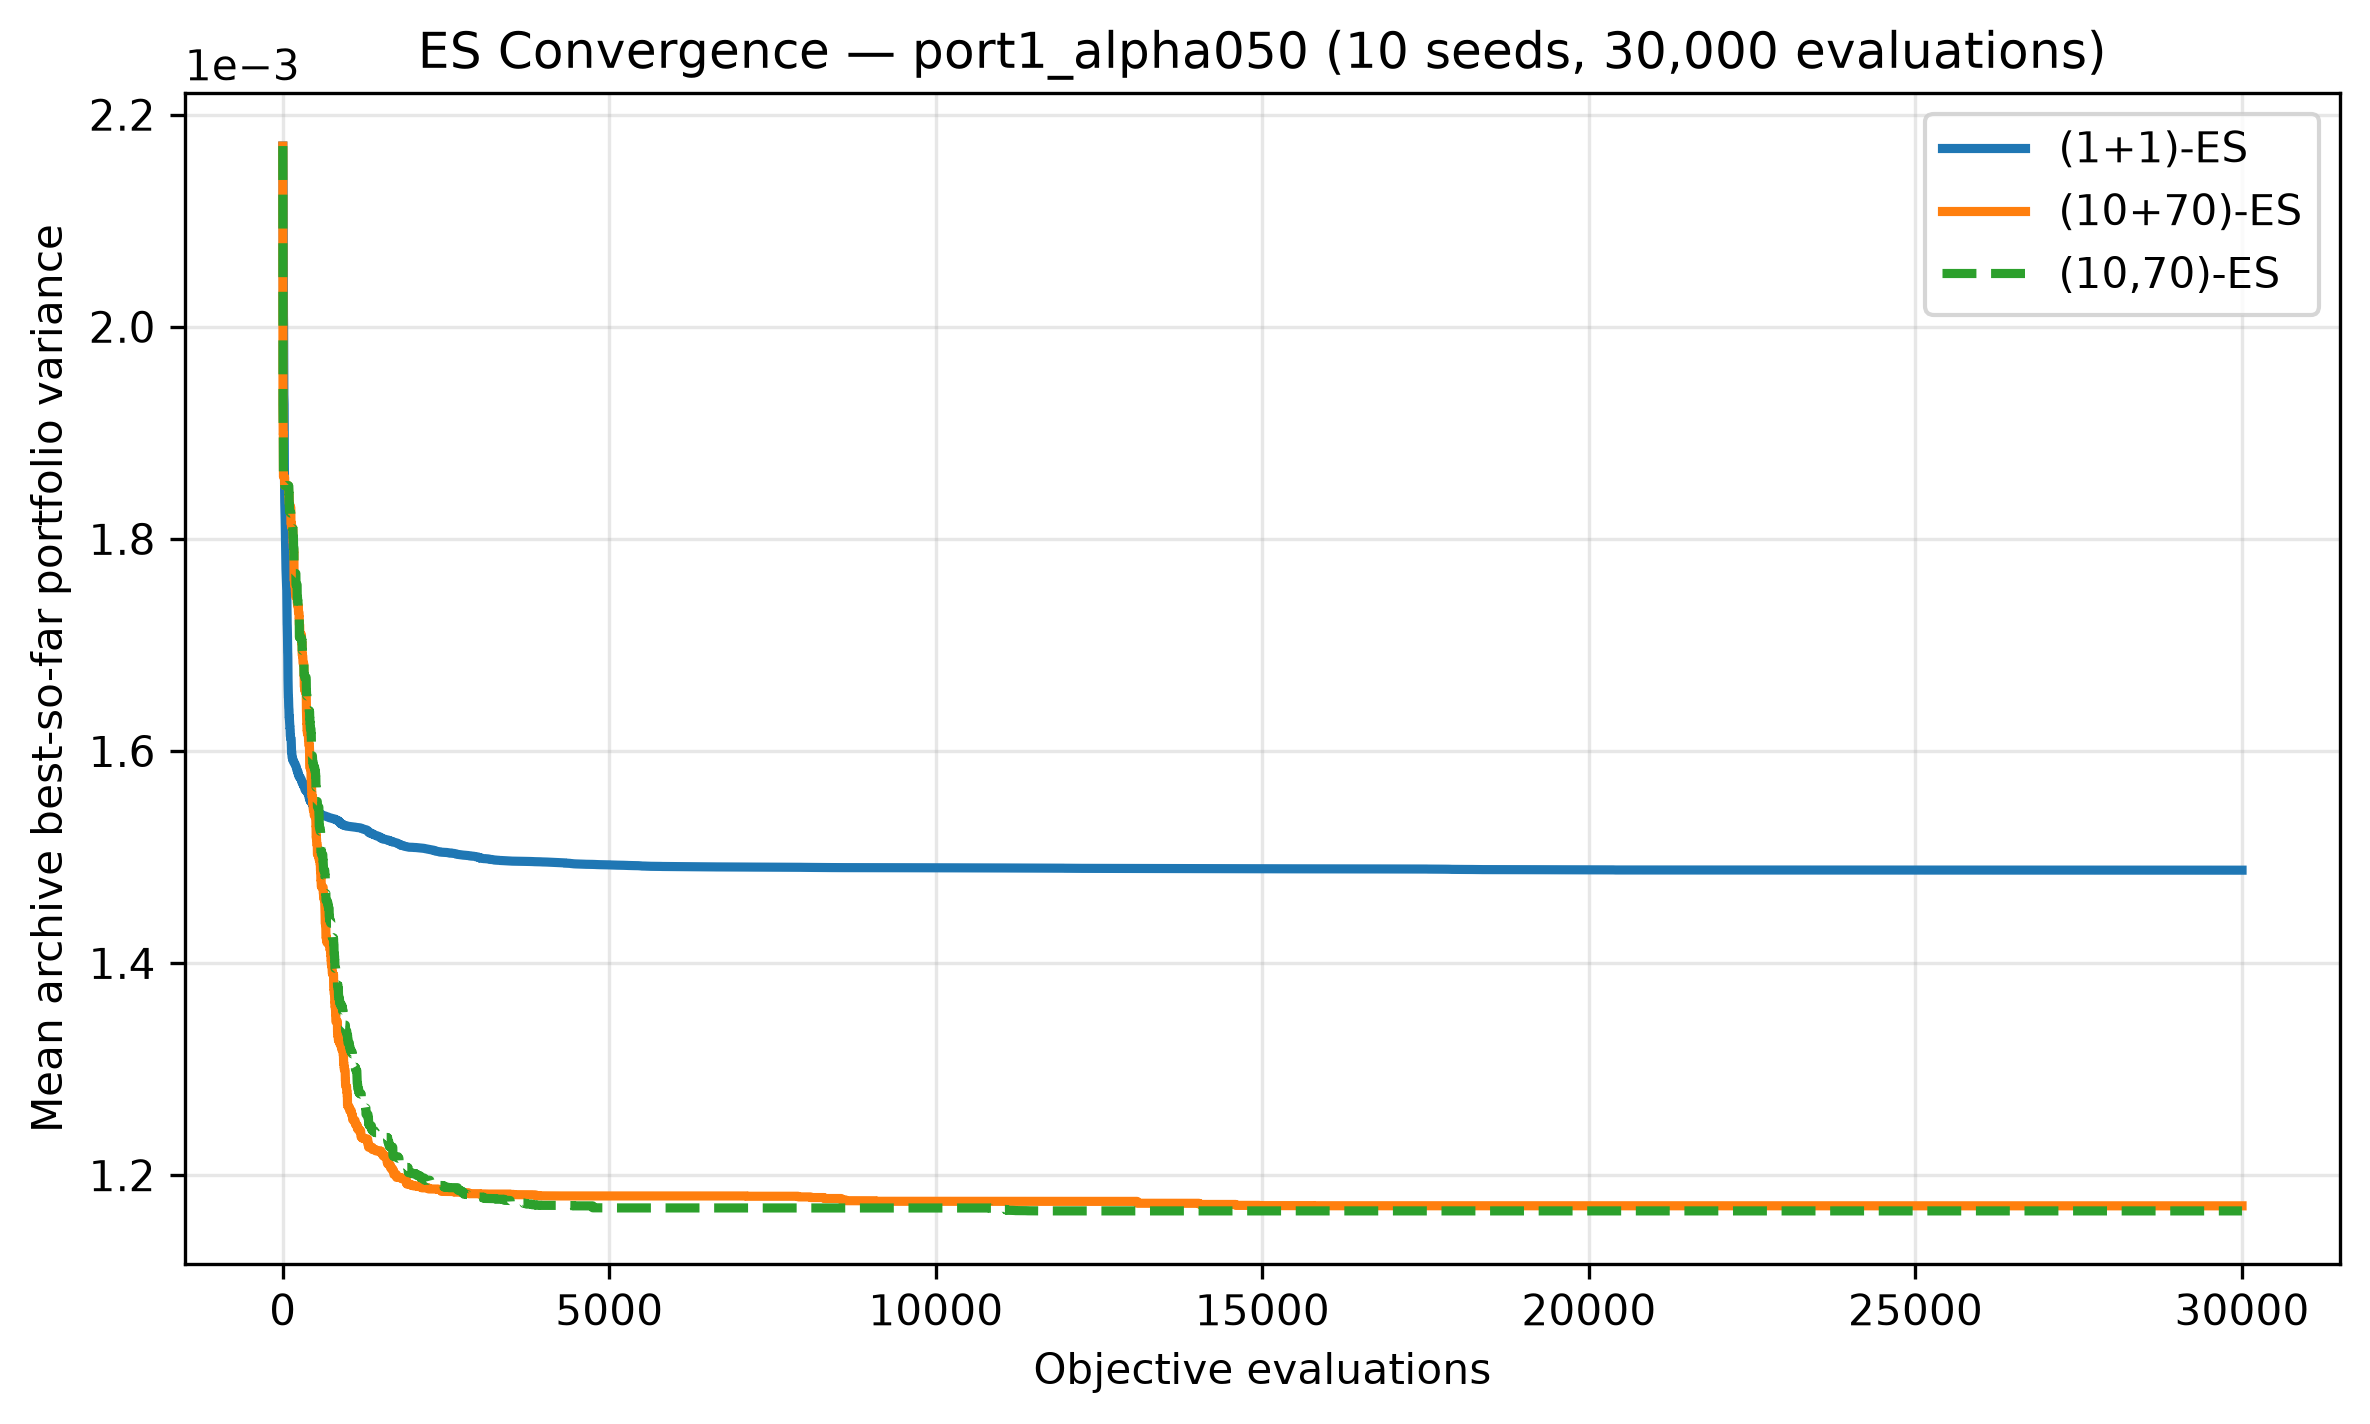 ES Convergence — port1_alpha050 (10 seeds, 30,000 evaluations)
1e−3
2.2
2.0
1.8
1.6
1.4
1.2
Mean archive best-so-far portfolio variance
(1+1)-ES
(10+70)-ES
(10,70)-ES
0 5000 10000 15000 20000 25000 30000
Objective evaluations